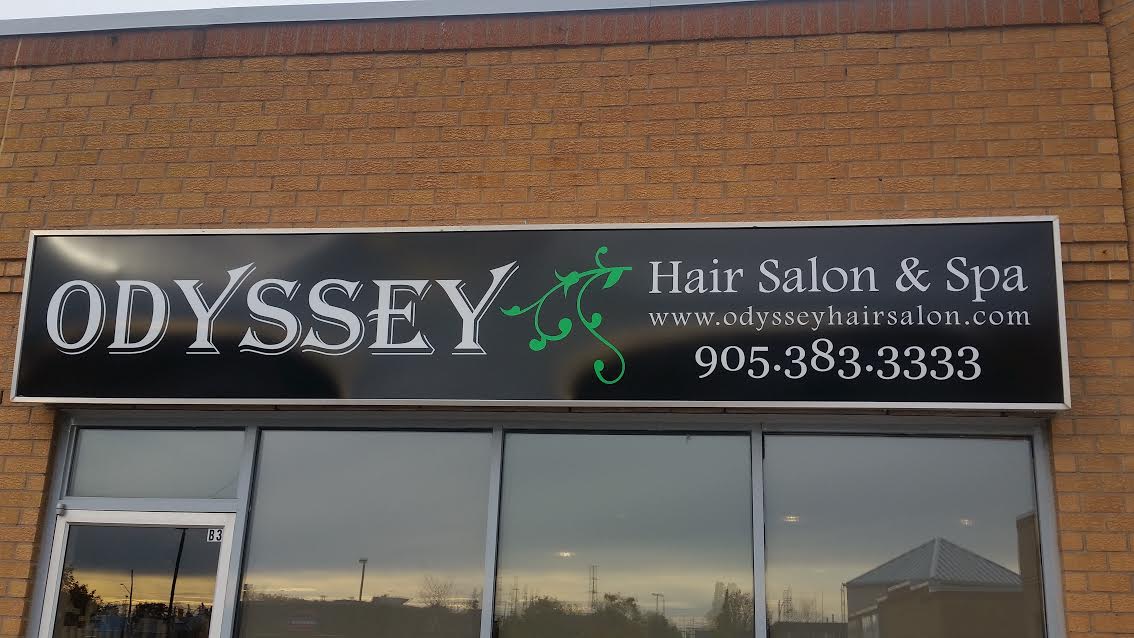 ODYSSEY
Hair Salon & Spa
www.odysseyhairsalon.com
905.383.3333
B3